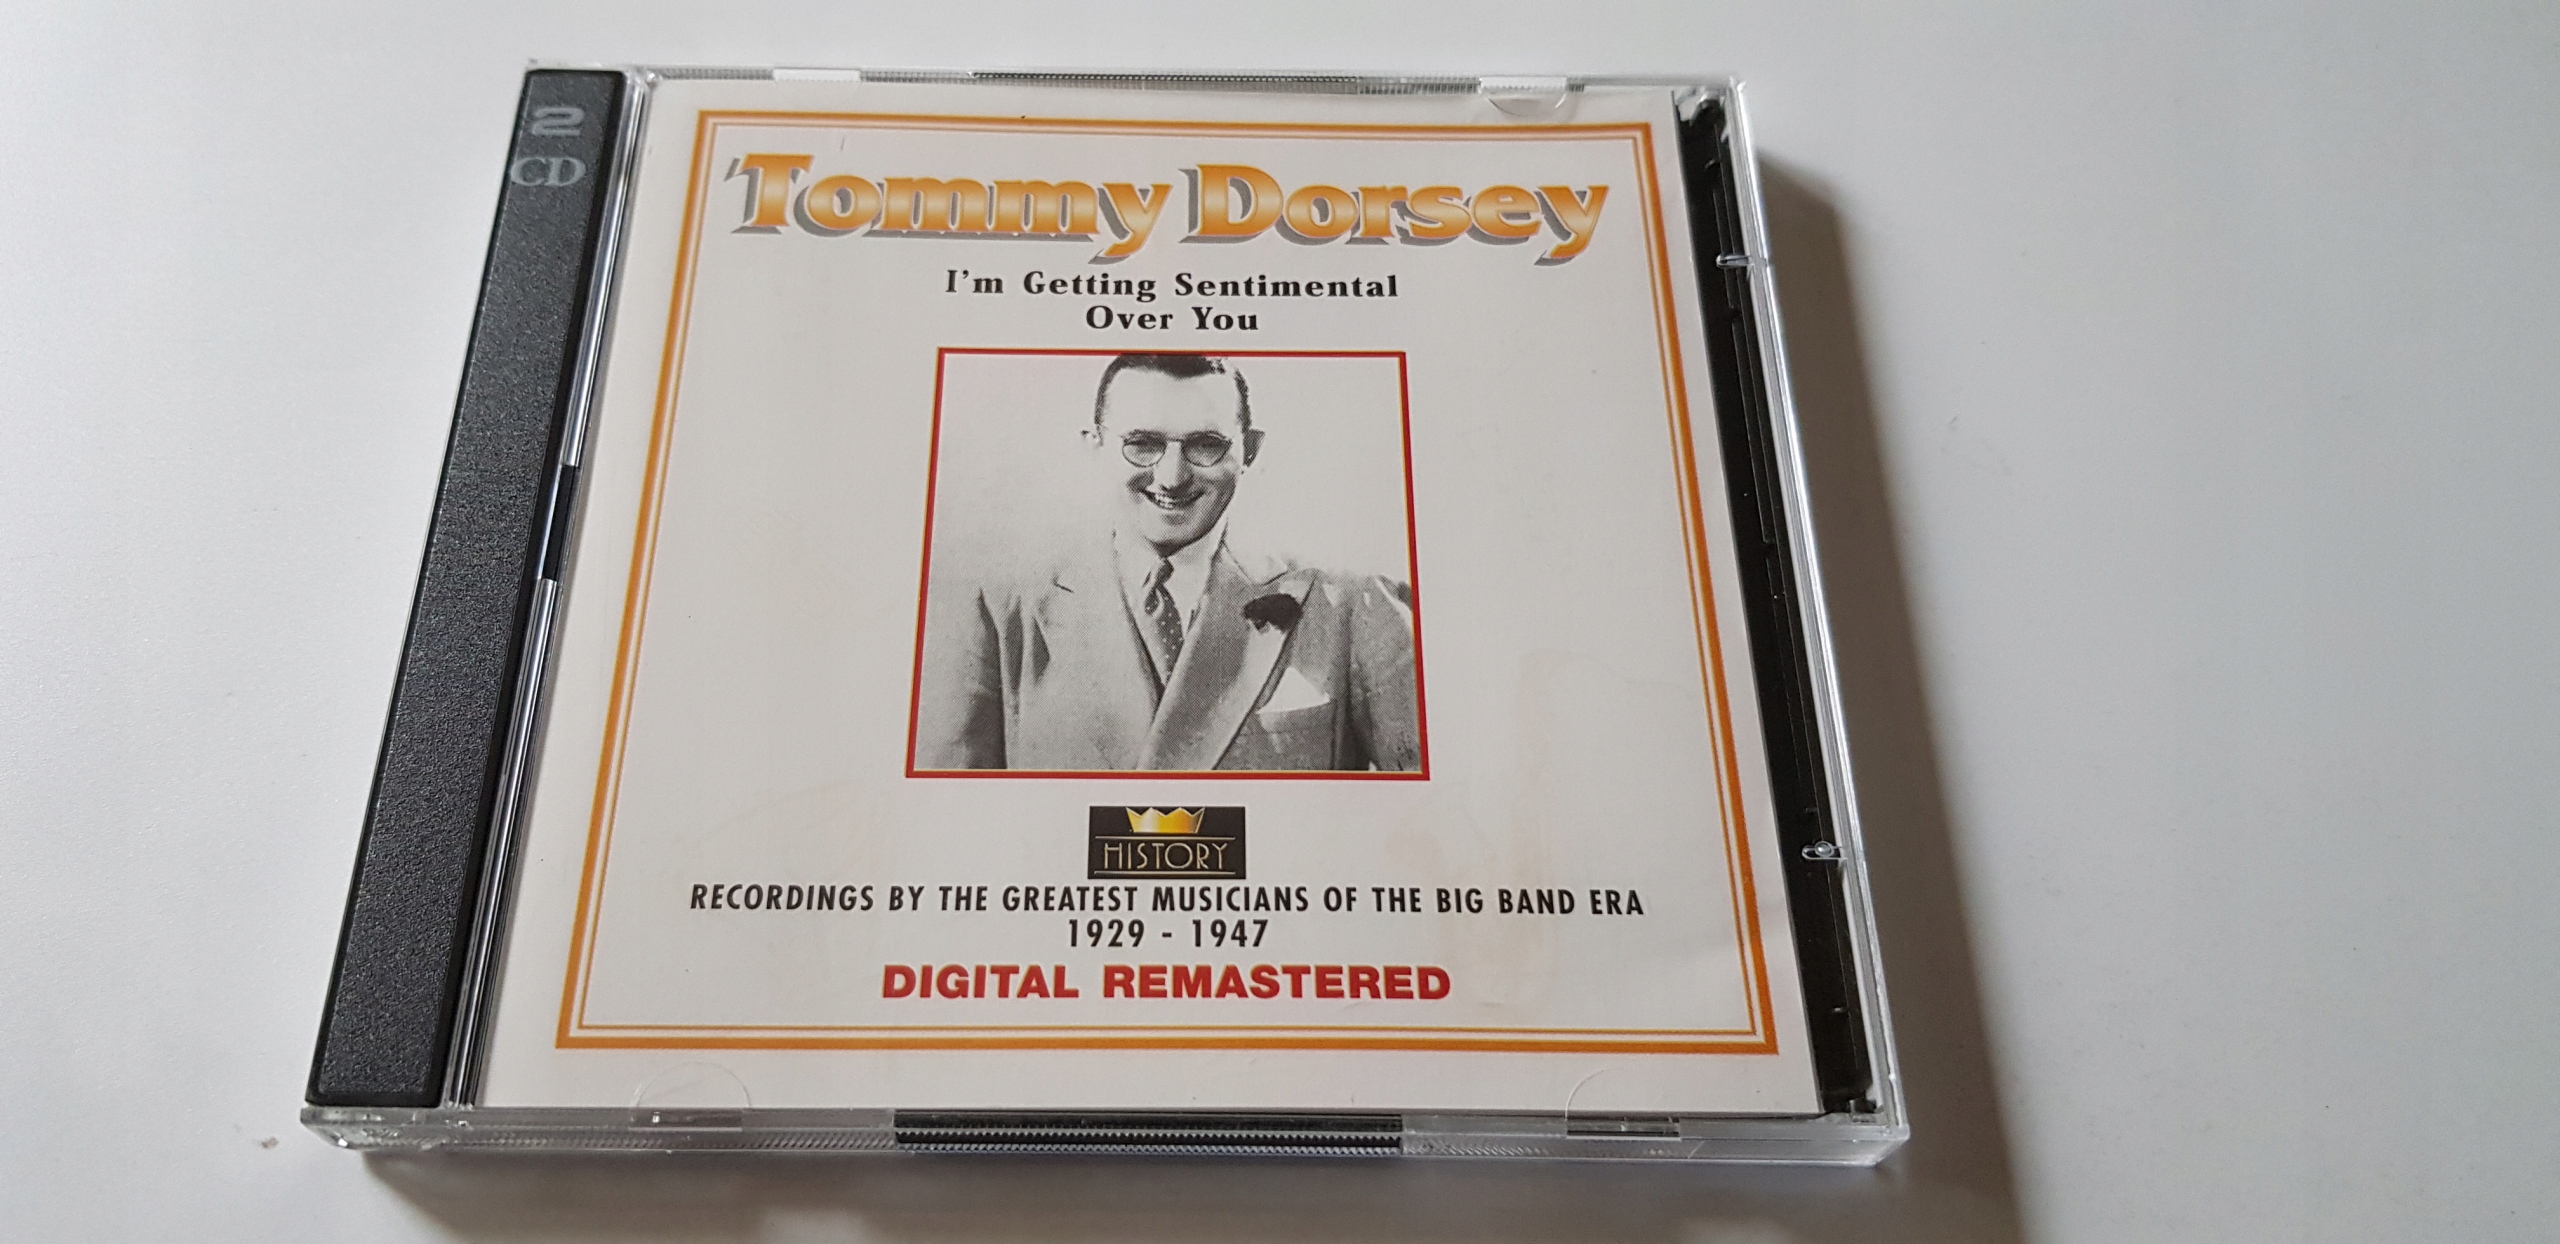 2
CD
Tommy Dorsey
I'm Getting Sentimental
Over You
HISTORY
RECORDINGS BY THE GREATEST MUSICIANS OF THE BIG BAND ERA
1929 - 1947
DIGITAL REMASTERED